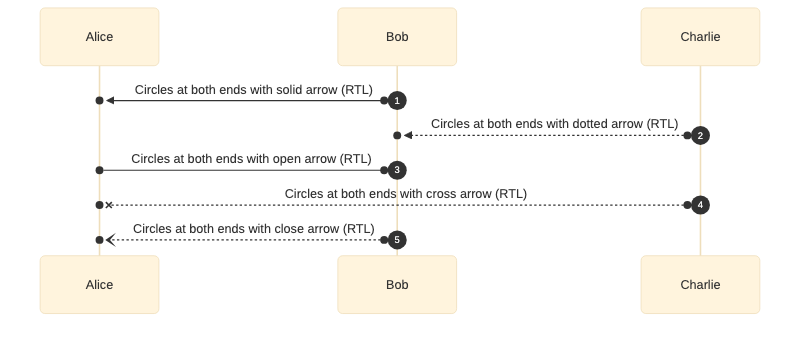 Alice Bob Charlie
Circles at both ends with solid arrow (RTL)
1
Circles at both ends with dotted arrow (RTL)
2
Circles at both ends with open arrow (RTL)
3
Circles at both ends with cross arrow (RTL)
4
Circles at both ends with close arrow (RTL)
5
Alice Bob Charlie